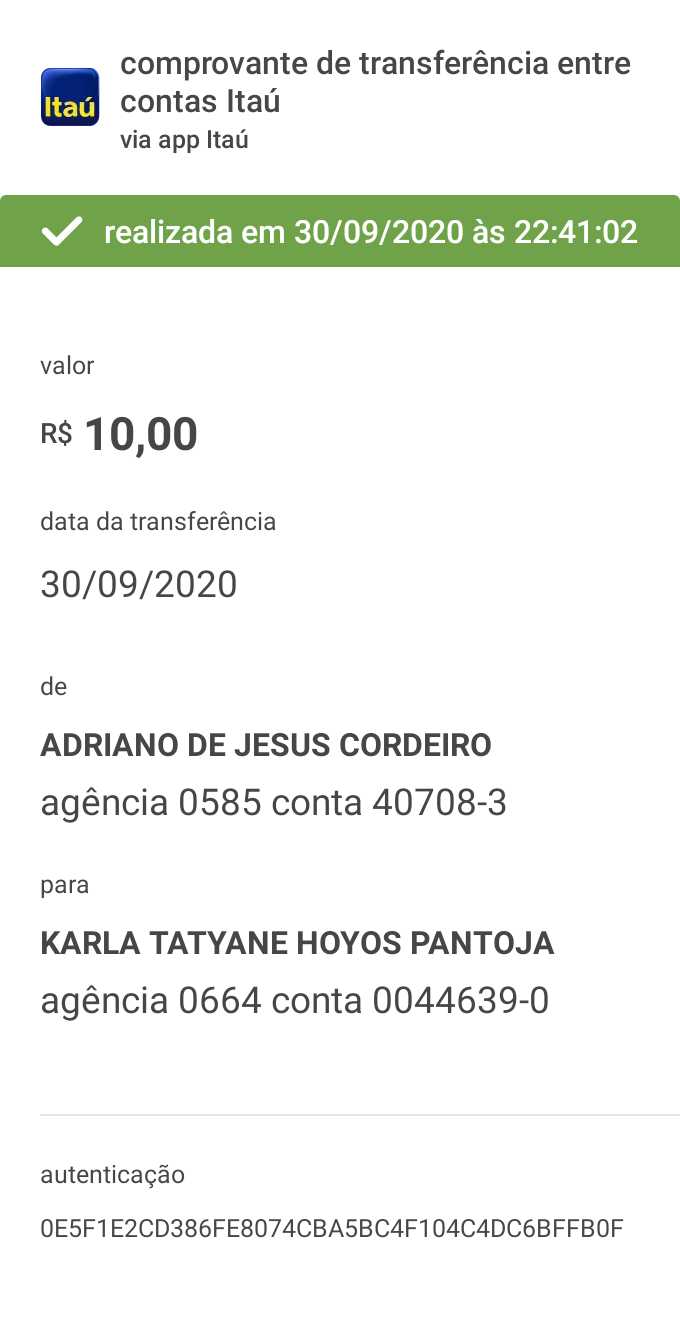 Itaú
comprovante de transferência entre
contas Itaú
via app Itaú
realizada em 30/09/2020 às 22:41:02
valor
R$ 10,00
data da transferência
30/09/2020
de
ADRIANO DE JESUS CORDEIRO
agência 0585 conta 40708-3
para
KARLA TATYANE HOYOS PANTOJA
agência 0664 conta 0044639-0
autenticação
0E5F1E2CD386FE8074CBA5BC4F104C4DC6BFFB0F